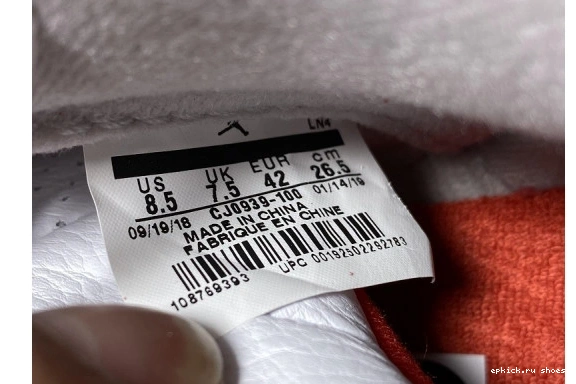 LN4
US UK EUR cm
8.5 7.5 42 26.5
09/19/18 CJ0939-100 01/14/19
MADE IN CHINA
FABRIQUE EN CHINE
108769393 UPC 00192502292783
epkick.ru shoes